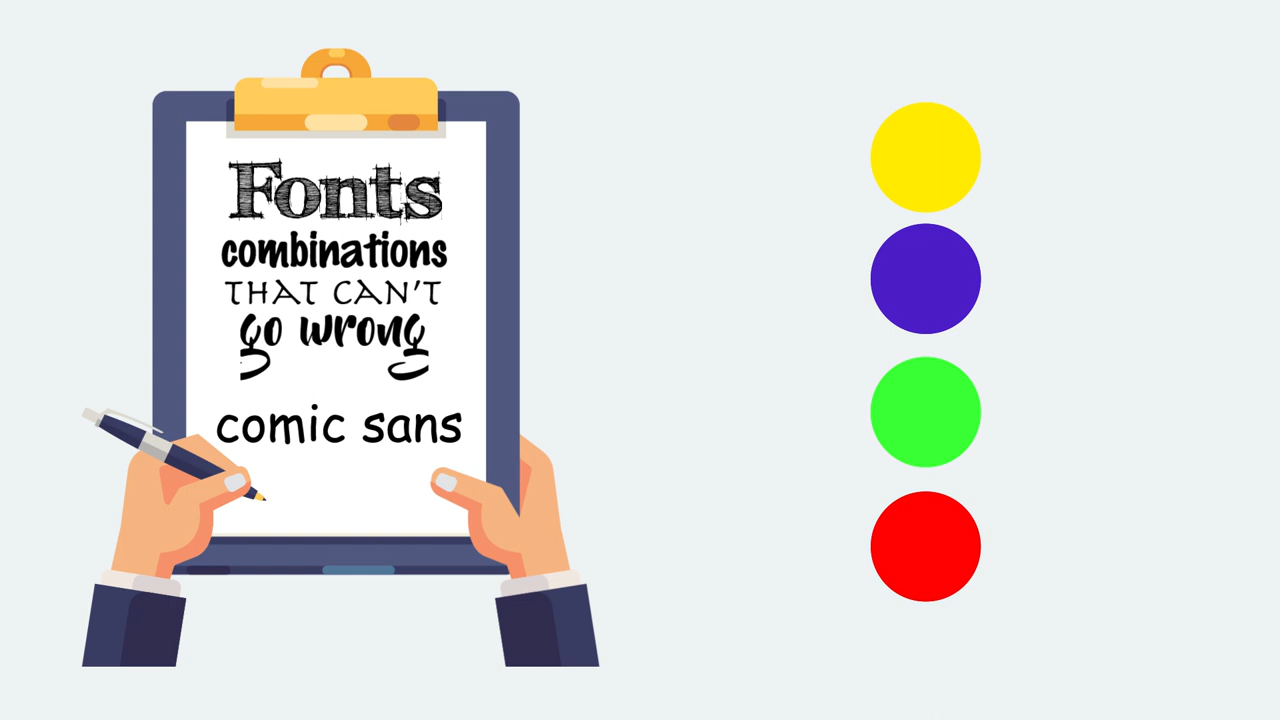 Fonts
combinations
THAT CAN'T
go wrong
comic sans